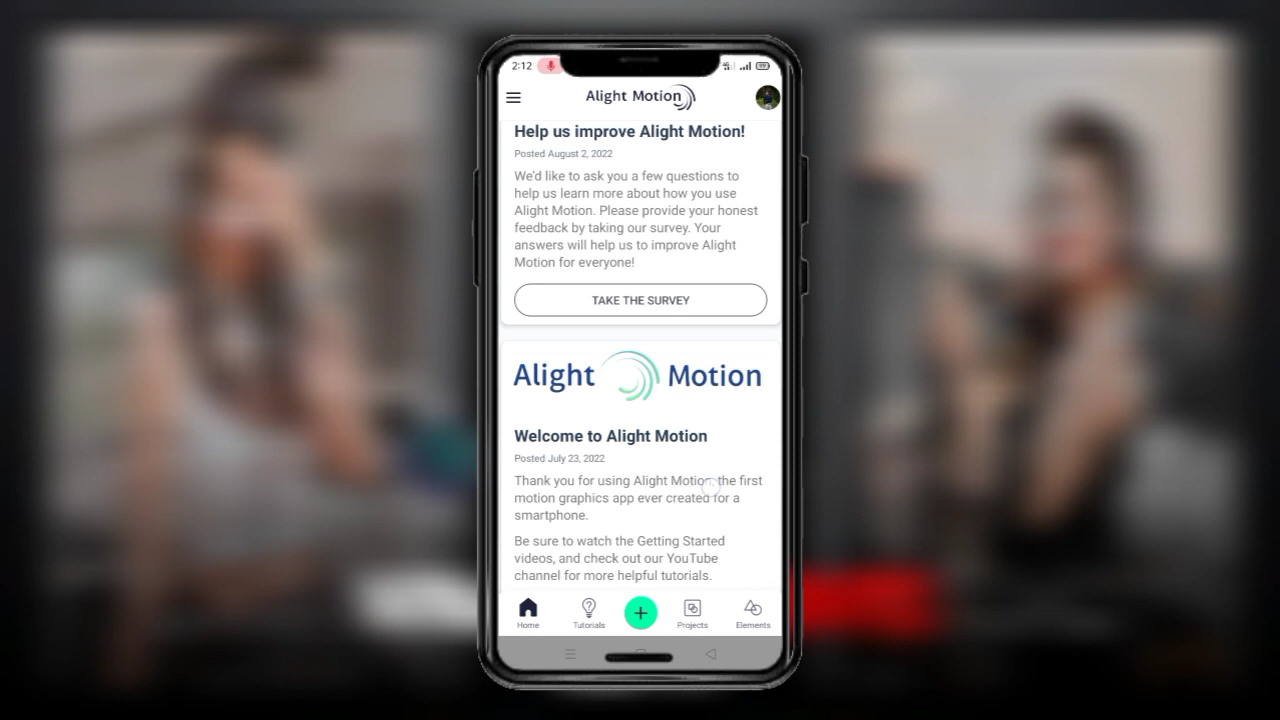 2:12
Alight Motion
Help us improve Alight Motion!
Posted August 2, 2022
We'd like to ask you a few questions to
help us learn more about how you use
Alight Motion. Please provide your honest
feedback by taking our survey. Your
answers will help us to improve Alight
Motion for everyone!
TAKE THE SURVEY
Alight Motion
Welcome to Alight Motion
Posted July 23, 2022
Thank you for using Alight Motion, the first
motion graphics app ever created for a
smartphone.
Be sure to watch the Getting Started
videos, and check out our YouTube
channel for more helpful tutorials.
Home Tutorials Projects Elements